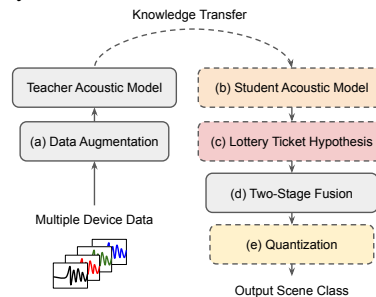 Knowledge Transfer
Teacher Acoustic Model
(a) Data Augmentation
Multiple Device Data
(b) Student Acoustic Model
(c) Lottery Ticket Hypothesis
(d) Two-Stage Fusion
(e) Quantization
Output Scene Class